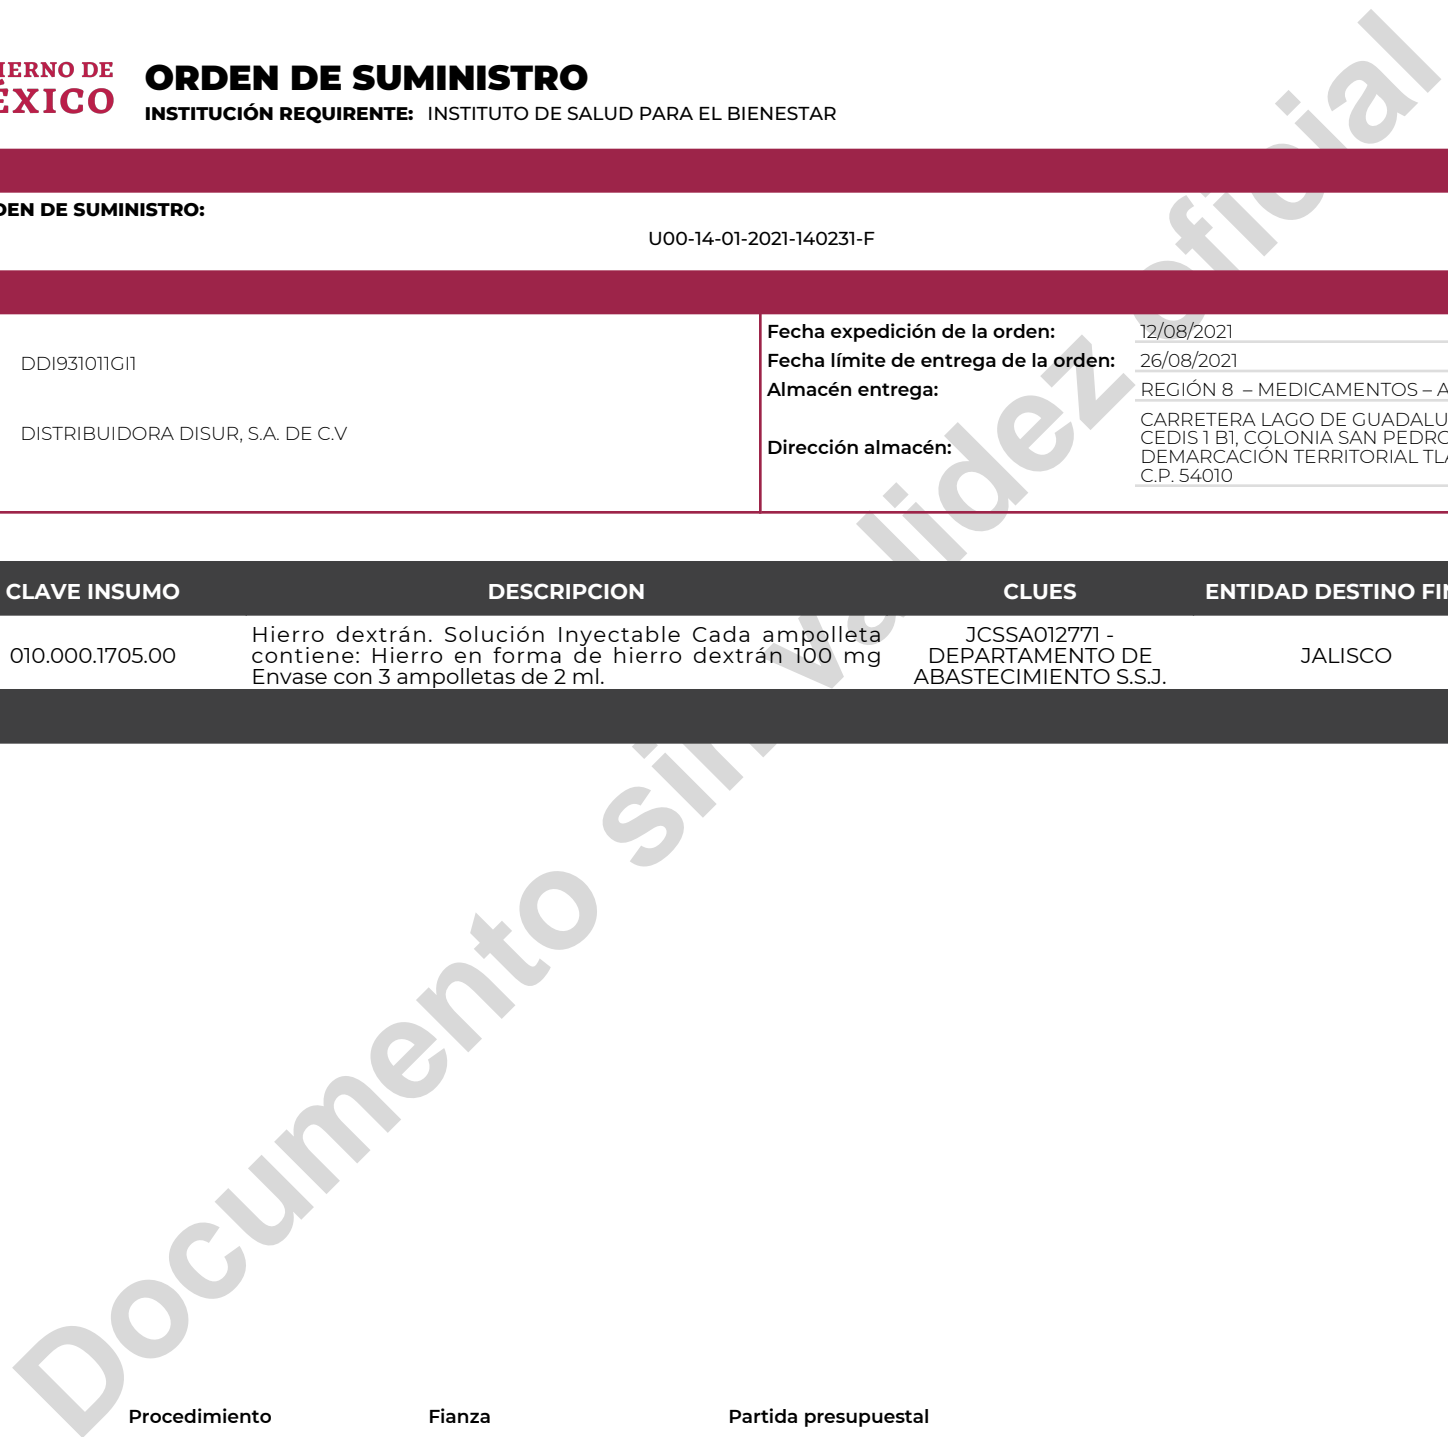 IERNO DE
ÉXICO
ORDEN DE SUMINISTRO
INSTITUCIÓN REQUIRENTE: INSTITUTO DE SALUD PARA EL BIENESTAR
DEN DE SUMINISTRO:
U00-14-01-2021-140231-F
DDI931011GI1
DISTRIBUIDORA DISUR, S.A. DE C.V
Fecha expedición de la orden: 12/08/2021
Fecha límite de entrega de la orden: 26/08/2021
Almacén entrega: REGIÓN 8 – MEDICAMENTOS – A
Dirección almacén:
CARRETERA LAGO DE GUADALU
CEDIS 1 B1, COLONIA SAN PEDRO
DEMARCACIÓN TERRITORIAL TLA
C.P. 54010
CLAVE INSUMO DESCRIPCION CLUES ENTIDAD DESTINO FIN
010.000.1705.00
Hierro dextrán. Solución Inyectable Cada ampolleta
contiene: Hierro en forma de hierro dextrán 100 mg
Envase con 3 ampolletas de 2 ml.
JCSSA012771 -
DEPARTAMENTO DE
ABASTECIMIENTO S.S.J.
JALISCO
Documento sin validez oficial
Procedimiento Fianza Partida presupuestal